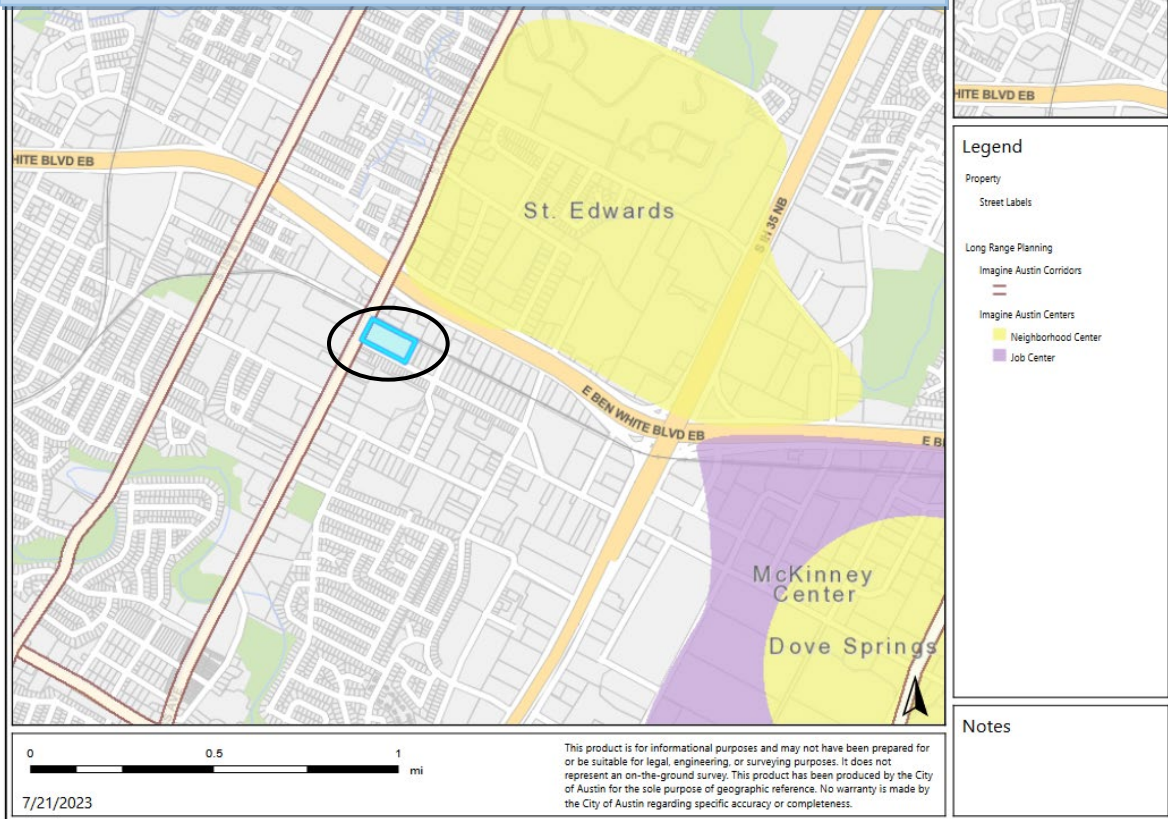 HITE BLVD EB
St. Edwards
S IH 35 NB
HITE BLVD EB
E BEN WHITE BLVD EB
E B
McKinney
Center
Dove Springs
AVE
Legend
Property
Street Labels
Long Range Planning
Imagine Austin Corridors
Imagine Austin Centers
Neighborhood Center
Job Center
Notes
0 0.5 1
mi
7/21/2023
This product is for informational purposes and may not have been prepared for
or be suitable for legal, engineering, or surveying purposes. It does not
represent an on-the-ground survey. This product has been produced by the City
of Austin for the sole purpose of geographic reference. No warranty is made by
the City of Austin regarding specific accuracy or completeness.